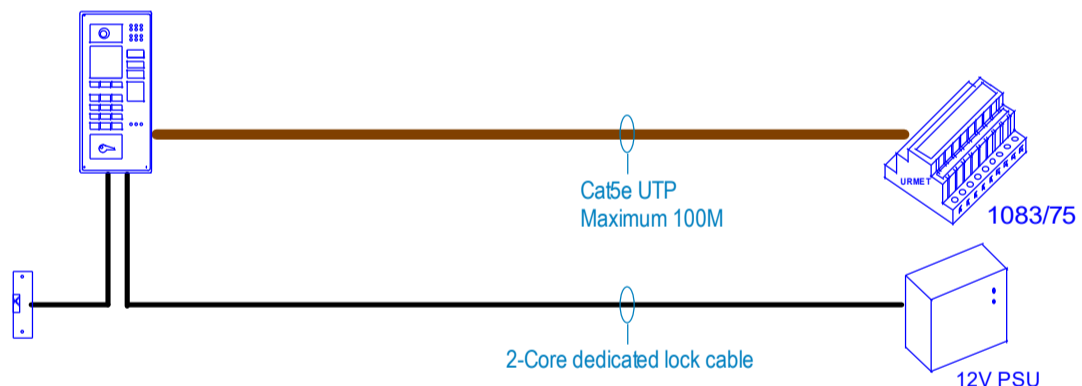 Cat5e UTP
Maximum 100M
URMET
1083/75
2-Core dedicated lock cable
12V PSU